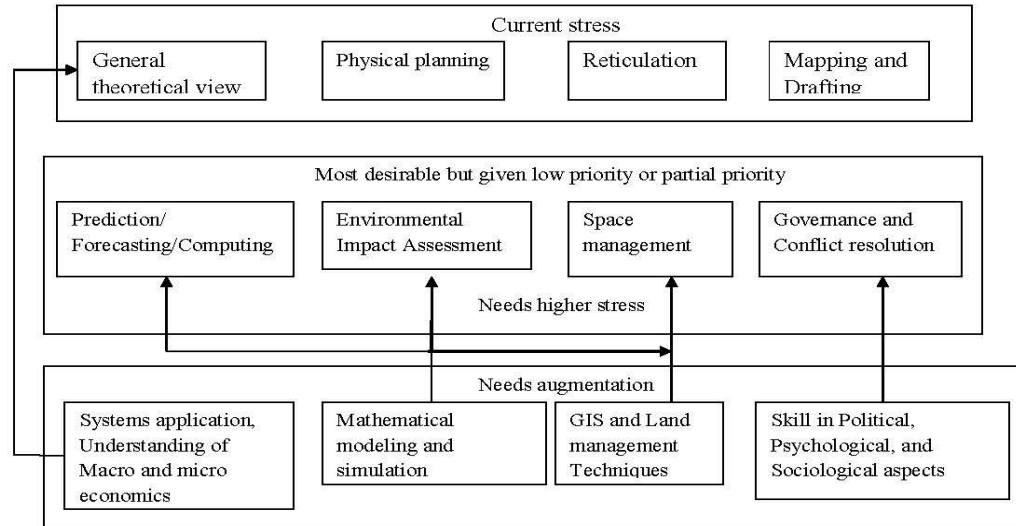 Current stress
General
theoretical view
Physical planning
Reticulation
Mapping and
Drafting
Most desirable but given low priority or partial priority
Prediction/
Forecasting/Computing
Environmental
Impact Assessment
Space
management
Governance and
Conflict resolution
Needs higher stress
Needs augmentation
Systems application,
Understanding of
Macro and micro
economics
Mathematical
modeling and
simulation
GIS and Land
management
Techniques
Skill in Political,
Psychological, and
Sociological aspects